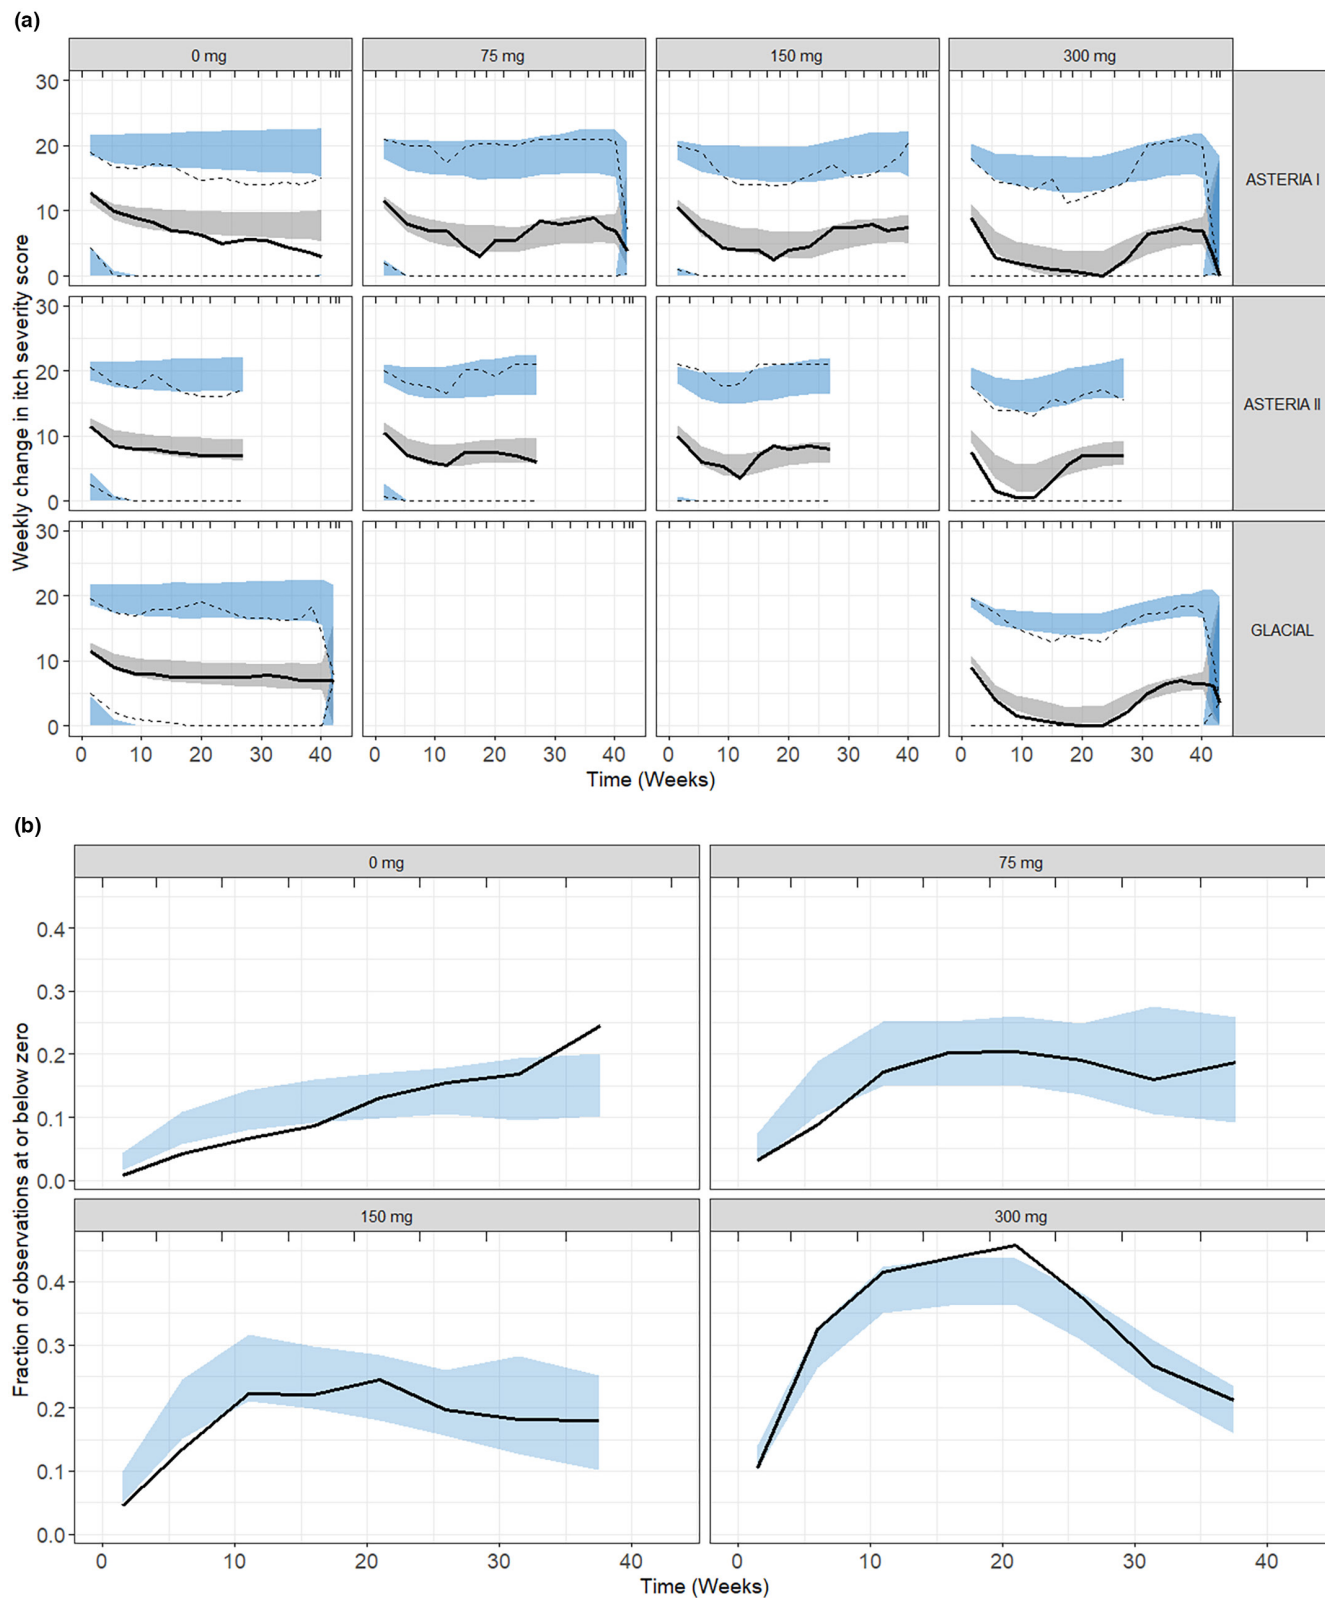 (a)
0 mg
75 mg
150 mg
300 mg
30
20
10
0
ASTERIA I
30
20
10
0
ASTERIA II
30
20
10
0
GLACIAL
Weekly change in itch severity score
0 10 20 30 40
0 10 20 30 40
0 10 20 30 40
0 10 20 30 40
Time (Weeks)
(b)
0 mg
75 mg
0.4
0.3
0.2
0.1
0.0
150 mg
300 mg
0.4
0.3
0.2
0.1
0.0
Fraction of observations at or below zero
0 10 20 30 40
0 10 20 30 40
Time (Weeks)